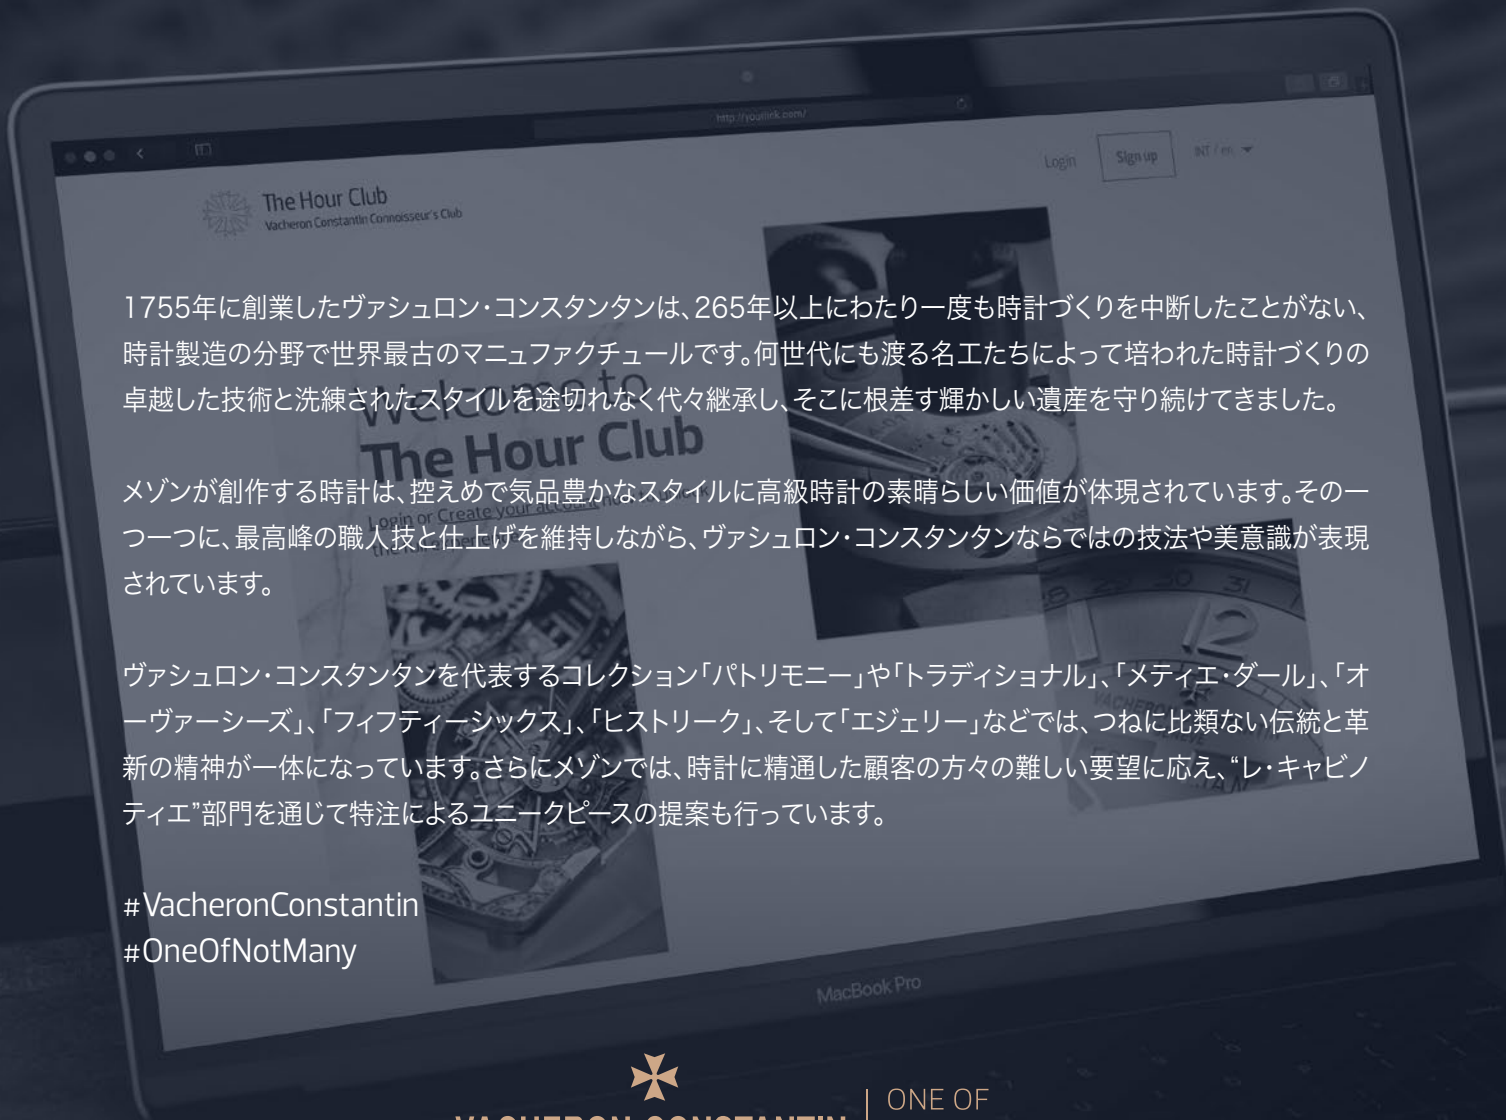 http://yourlink.com/
Login
Sign up
INT / en
The Hour Club
Vacheron Constantin Connoisseur's Club
1755年に創業したヴァシュロン・コンスタンタンは、265年以上にわたり一度も時計づくりを中断したことがない、
時計製造の分野で世界最古のマニュファクチュールです。何世代にも渡る名工たちによって培われた時計づくりの
卓越した技術と洗練されたスタイルを途切れなく代々継承し、そこに根差す輝かしい遺産を守り続けてきました。
Welcome to
The Hour Club
メゾンが創作する時計は、控えめで気品豊かなスタイルに高級時計の素晴らしい価値が体現されています。その一
つ一つに、最高峰の職人技と仕上げを維持しながら、ヴァシュロン・コンスタンタンならではの技法や美意識が表現
されています。
Login or Create your account
ヴァシュロン・コンスタンタンを代表するコレクション「パトリモニー」や「トラディショナル」、「メティエ・ダール」、「オ
ーヴァーシーズ」、「フィフティーシックス」、「ヒストリーク」、そして「エジェリー」などでは、つねに比類ない伝統と革
新の精神が一体になっています。さらにメゾンでは、時計に精通した顧客の方々の難しい要望に応え、“レ・キャビノ
ティエ”部門を通じて特注によるユニークピースの提案も行っています。
30 31
12
#VacheronConstantin
#OneOfNotMany
MacBook Pro
VACHERON CONSTANTIN
ONE OF